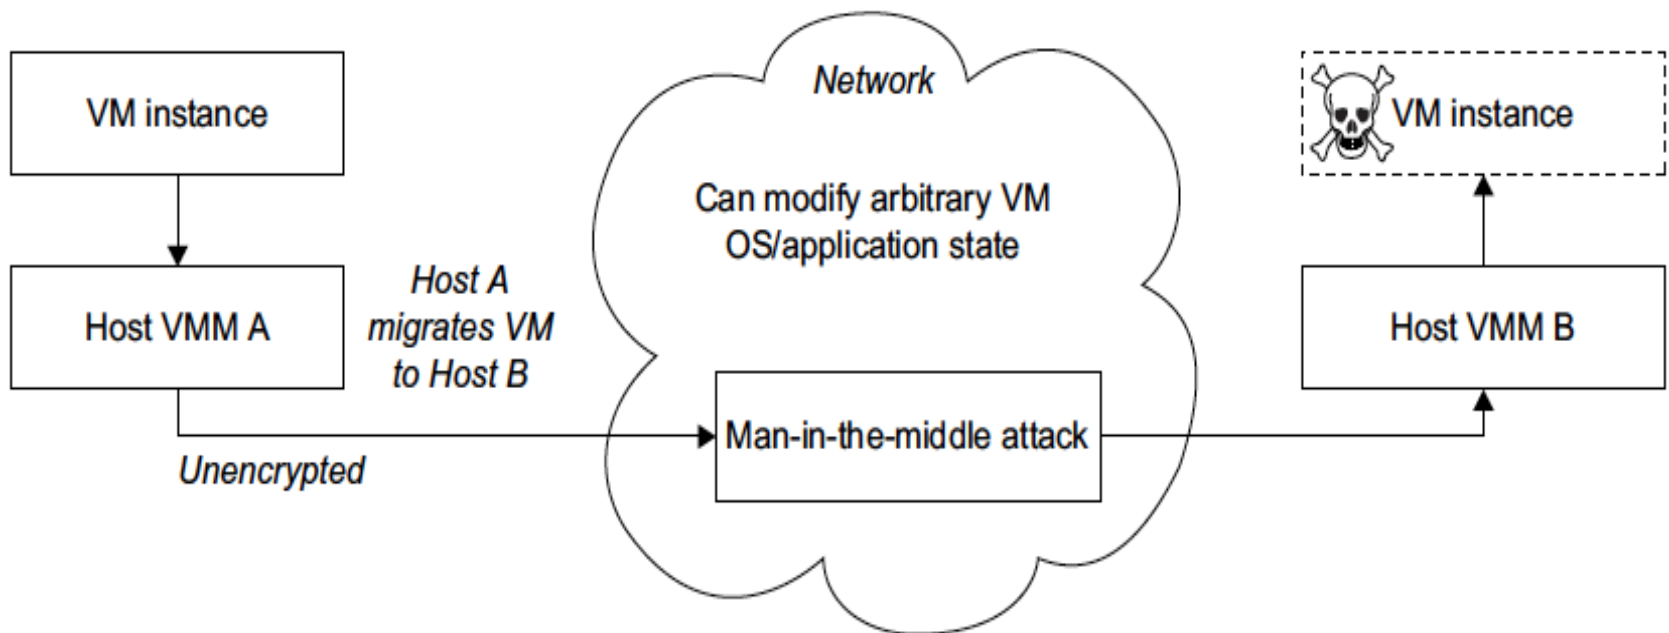 VM instance
Host VMM A
Host A
migrates VM
to Host B
Unencrypted
Network
Can modify arbitrary VM
OS/application state
Man-in-the-middle attack
VM instance
Host VMM B